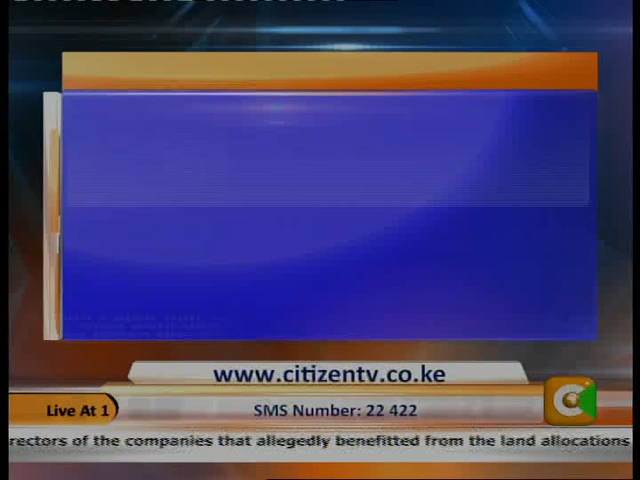 www.citizentv.co.ke
Live At 1
SMS Number: 22 422
rectors of the companies that allegedly benefitted from the land allocations